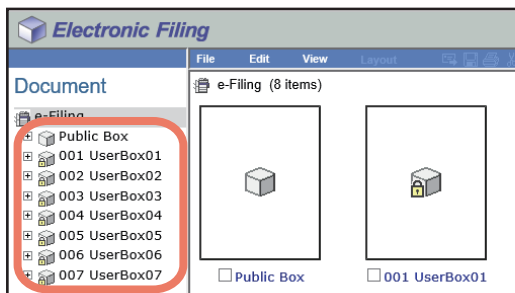 Electronic Filing
File Edit View Layout
Document
e-Filing (8 items)
e-Filing
Public Box
001 UserBox01
002 UserBox02
003 UserBox03
004 UserBox04
005 UserBox05
006 UserBox06
007 UserBox07
Public Box
001 UserBox01